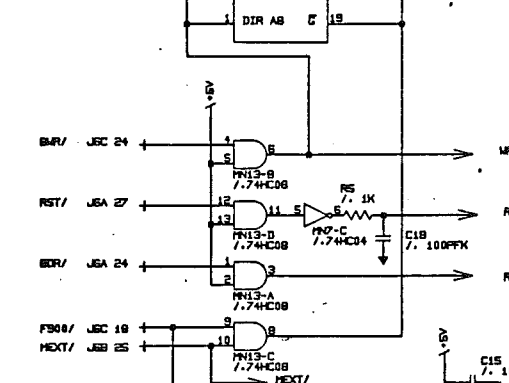 1 DIR AB G 19
+5V
BWR/ J6C 24
4
5
6
MN13-B
/.74HC08
RST/ J6A 27
12
13
11
5
6
R5
/. 1K
MN13-D
/.74HC08
MN7-C
/.74HC04
C18
/. 100PFK
BDR/ J6A 24
1
2
3
MN13-A
/.74HC08
F900/ J6C 18
MEXT/ J6B 25
9
10
8
MN13-C
/.74HC08
MEXT/
+5V
C15
/. 1